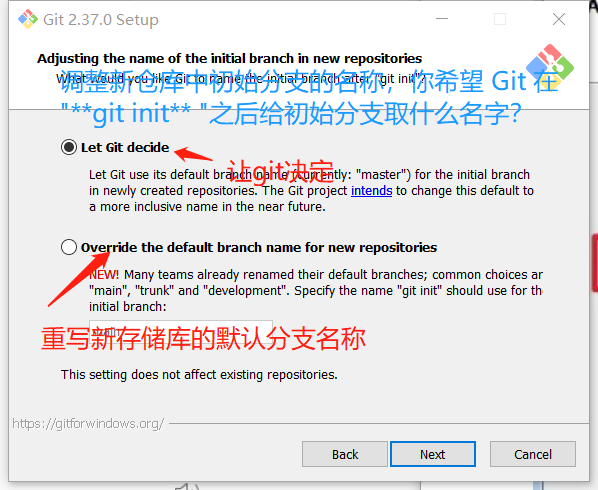 Git 2.37.0 Setup
Adjusting the name of the initial branch in new repositories
What would you like Git to name the initial branch after "git init"?
调整新仓库中初始分支的名称，你希望 Git 在
"**git init** "之后给初始分支取什么名字？
Let Git decide
让git决定
Let Git use its default branch name (currently: "master") for the initial branch
in newly created repositories. The Git project intends to change this default to
a more inclusive name in the near future.
Override the default branch name for new repositories
NEW! Many teams already renamed their default branches; common choices ar
"main", "trunk" and "development". Specify the name "git init" should use for the
initial branch:
main
重写新存储库的默认分支名称
This setting does not affect existing repositories.
https://gitforwindows.org/
Back
Next
Cancel